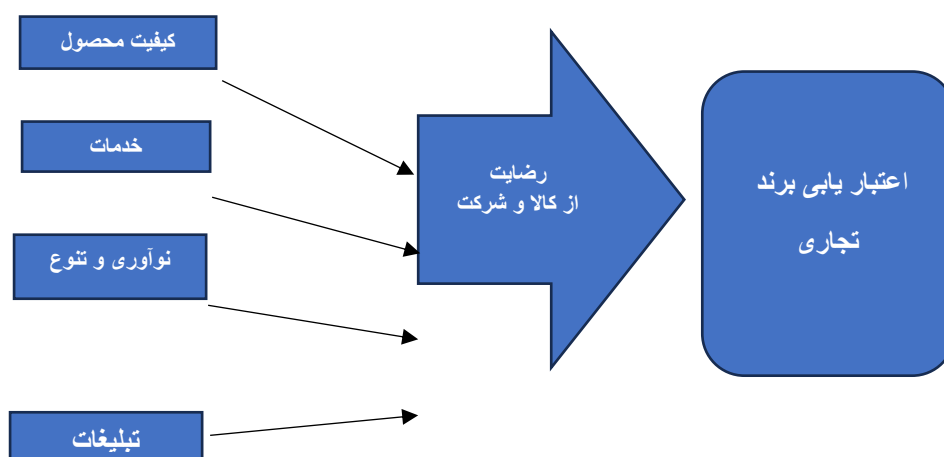 کیفیت محصول
خدمات
نوآوری و تنوع
تبلیغات
رضایت
از کالا و شرکت
اعتبار یابی برند
تجاری